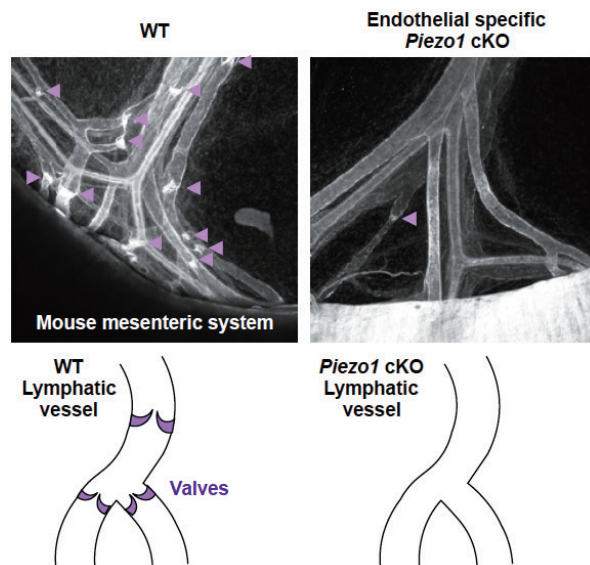 WT
Endothelial specific
Piezo1 cKO
Mouse mesenteric system
WT
Lymphatic
vessel
Valves
Piezo1 cKO
Lymphatic
vessel